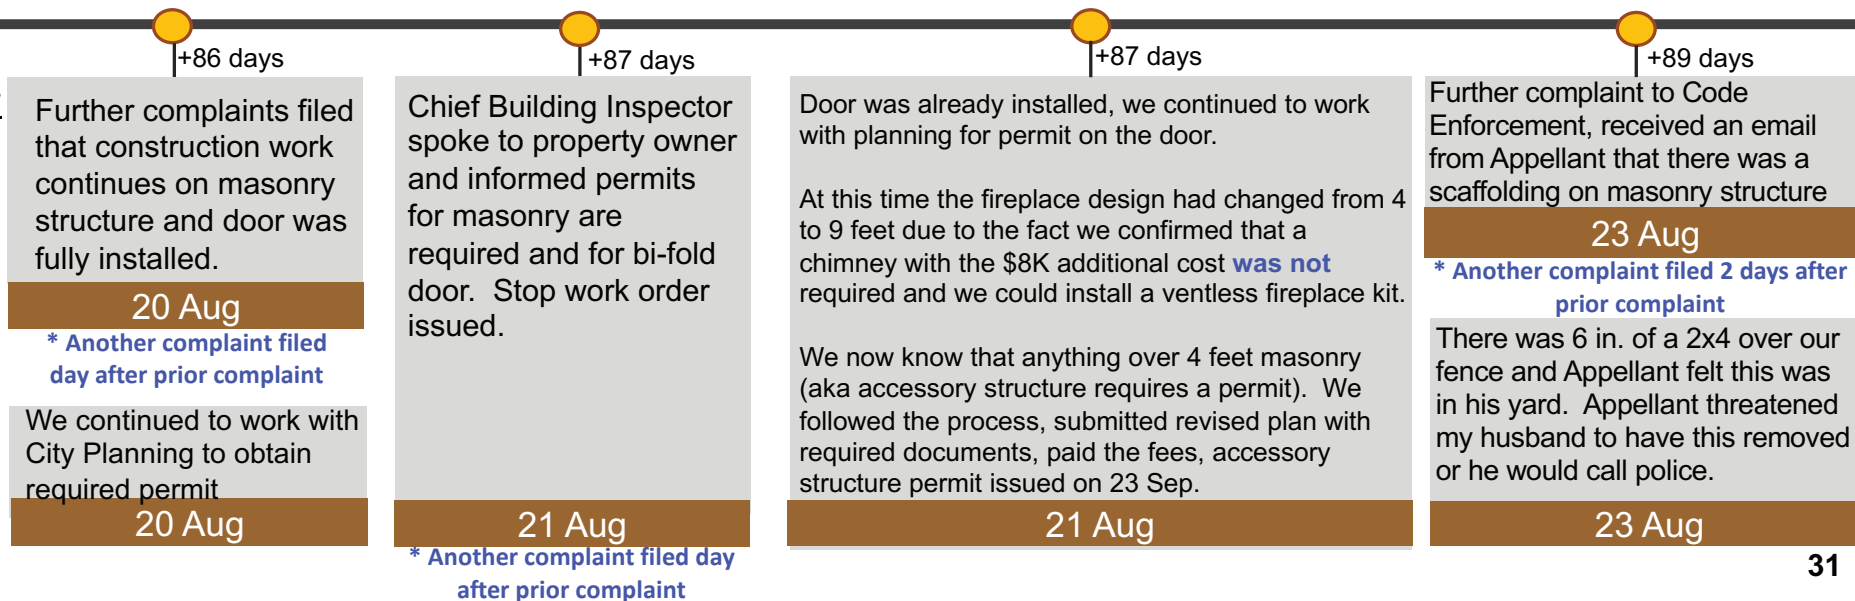 +86 days
Further complaints filed
that construction work
continues on masonry
structure and door was
fully installed.
20 Aug
* Another complaint filed
day after prior complaint
We continued to work with
City Planning to obtain
required permit
20 Aug
+87 days
Chief Building Inspector
spoke to property owner
and informed permits
for masonry are
required and for bi-fold
door.  Stop work order
issued.
21 Aug
* Another complaint filed day
after prior complaint
+87 days
Door was already installed, we continued to work
with planning for permit on the door.
At this time the fireplace design had changed from 4
to 9 feet due to the fact we confirmed that a
chimney with the $8K additional cost was not
required and we could install a ventless fireplace kit.
We now know that anything over 4 feet masonry
(aka accessory structure requires a permit).  We
followed the process, submitted revised plan with
required documents, paid the fees, accessory
structure permit issued on 23 Sep.
21 Aug
+89 days
Further complaint to Code
Enforcement, received an email
from Appellant that there was a
scaffolding on masonry structure
23 Aug
* Another complaint filed 2 days after
prior complaint
There was 6 in. of a 2x4 over our
fence and Appellant felt this was
in his yard.  Appellant threatened
my husband to have this removed
or he would call police.
23 Aug
31